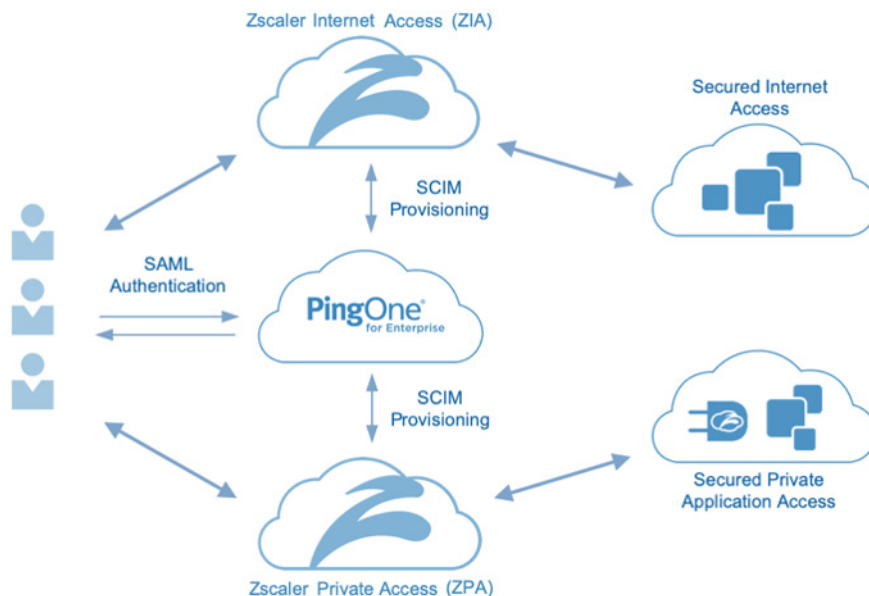 Zscaler Internet Access (ZIA)
Secured Internet
Access
SCIM
Provisioning
SAML
Authentication
PingOne®
for Enterprise
SCIM
Provisioning
Secured Private
Application Access
Zscaler Private Access (ZPA)